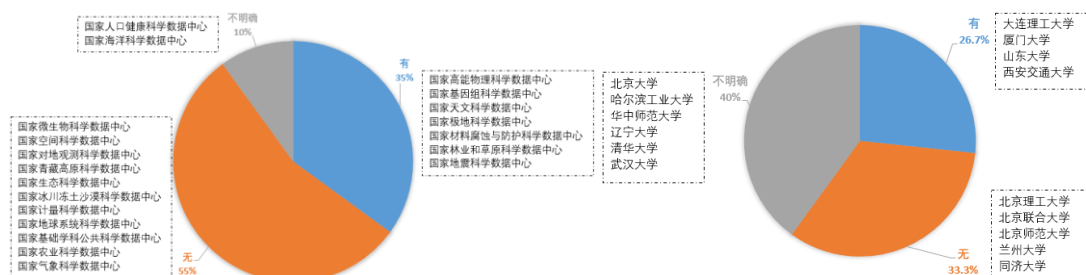 国家人口健康科学数据中心
国家海洋科学数据中心
不明确
10%
有
35%
国家高能物理科学数据中心
国家基因组科学数据中心
国家天文科学数据中心
国家极地科学数据中心
国家材料腐蚀与防护科学数据中心
国家林业和草原科学数据中心
国家地震科学数据中心
国家微生物科学数据中心
国家空间科学数据中心
国家对地观测科学数据中心
国家青藏高原科学数据中心
国家生态科学数据中心
国家冰川冻土沙漠科学数据中心
国家计量科学数据中心
国家地球系统科学数据中心
国家基础学科公共科学数据中心
国家农业科学数据中心
国家气象科学数据中心
无
55%
有
26.7%
大连理工大学
厦门大学
山东大学
西安交通大学
不明确
40%
北京大学
哈尔滨工业大学
华中师范大学
辽宁大学
清华大学
武汉大学
无
33.3%
北京理工大学
北京联合大学
北京师范大学
兰州大学
同济大学